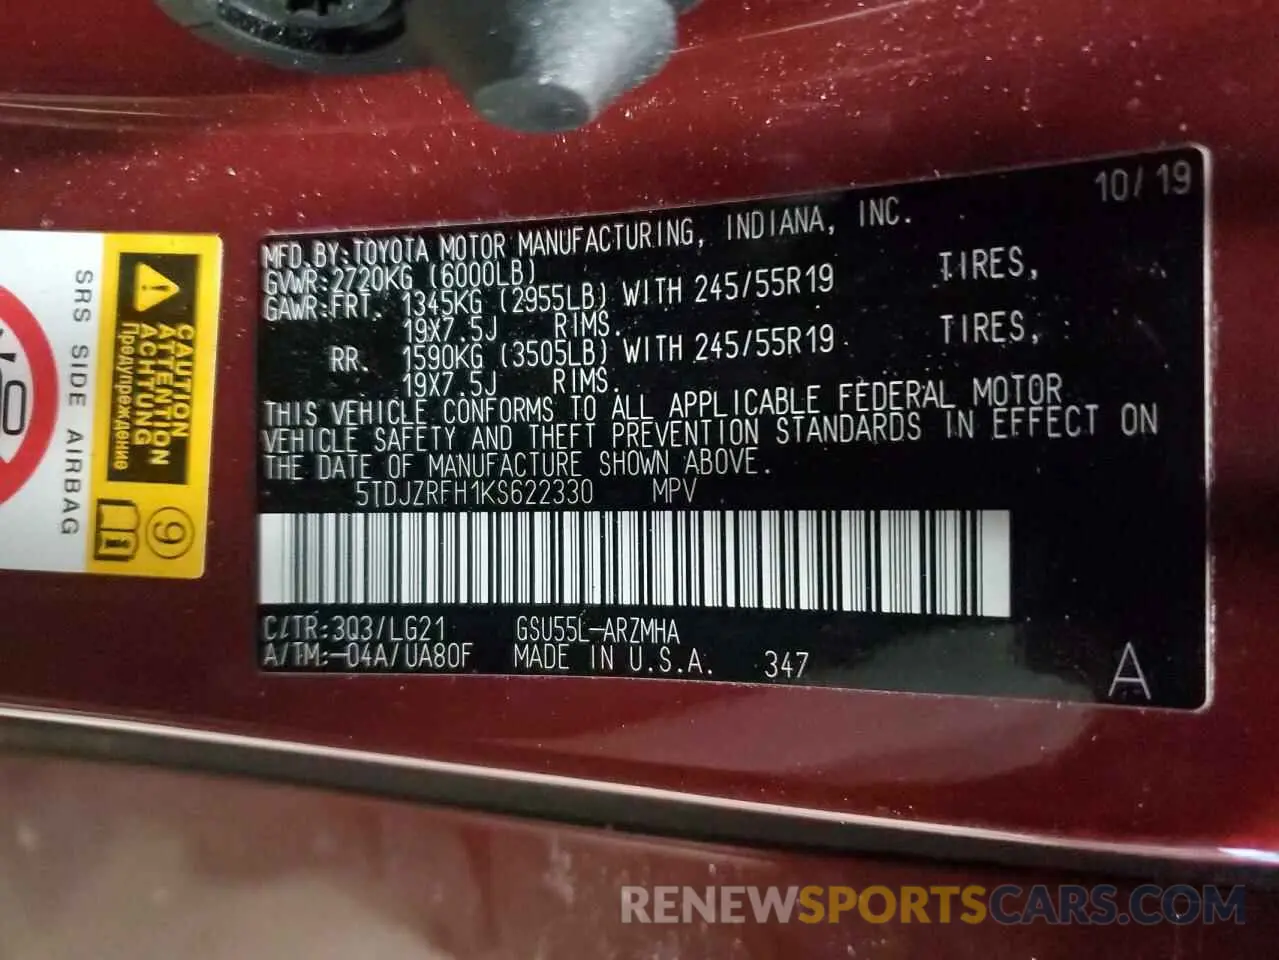 10/ 19
MFD.BY:TOYOTA MOTOR MANUFACTURING, INDIANA, INC.
GVWR:2720KG (6000LB)
GAWR:FRT. 1345KG (2955LB) WITH 245/55R19 TIRES,
19X7.5J RIMS.
RR. 1590KG (3505LB) WITH 245/55R19 TIRES,
19X7.5J RIMS.
THIS VEHICLE CONFORMS TO ALL APPLICABLE FEDERAL MOTOR
VEHICLE SAFETY AND THEFT PREVENTION STANDARDS IN EFFECT ON
THE DATE OF MANUFACTURE SHOWN ABOVE.
5TDJZRFH1KS622330 MPV
C/TR:3Q3/LG21 GSU55L-ARZMHA
A/TM:-04A/UA80F MADE IN U.S.A. 347
A
CAUTION
ATTENTION
ACHTUNG
Предупреждение
9
SRS SIDE AIRBAG
RENEWSPORTSCARS.COM